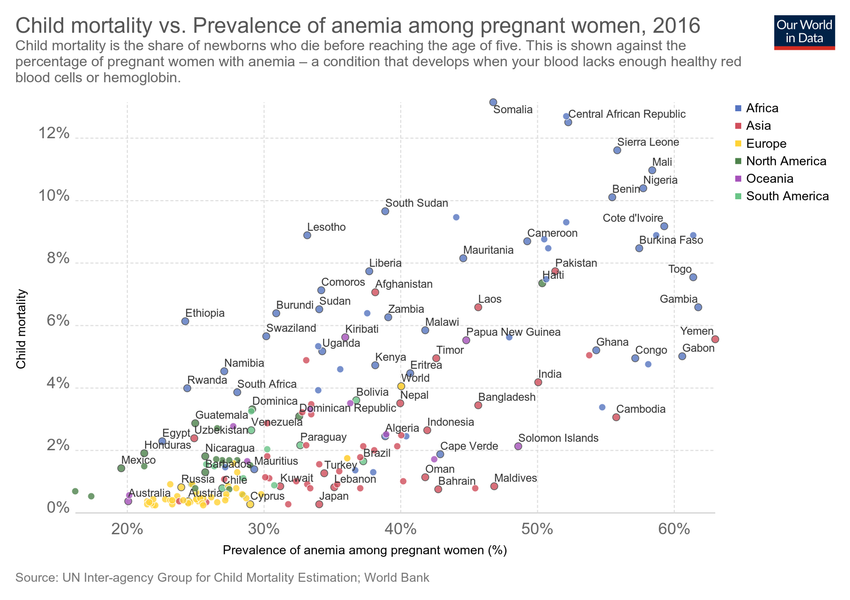 Child mortality vs. Prevalence of anemia among pregnant women, 2016
Our World
in Data
Child mortality is the share of newborns who die before reaching the age of five. This is shown against the
percentage of pregnant women with anemia – a condition that develops when your blood lacks enough healthy red
blood cells or hemoglobin.
Africa
Asia
Europe
North America
Oceania
South America
Child mortality
12%
10%
8%
6%
4%
2%
0%
Somalia
Central African Republic
Sierra Leone
Mali
Nigeria
Benin
South Sudan
Cote d'Ivoire
Lesotho
Cameroon
Burkina Faso
Mauritania
Liberia
Pakistan
Togo
Haiti
Comoros
Afghanistan
Gambia
Ethiopia
Burundi
Sudan
Laos
Zambia
Swaziland
Kiribati
Malawi
Papua New Guinea
Yemen
Uganda
Ghana
Congo
Gabon
Timor
Namibia
Kenya
Eritrea
World
India
Rwanda
South Africa
Bolivia
Nepal
Bangladesh
Dominica
Dominican Republic
Cambodia
Guatemala
Venezuela
Indonesia
Egypt
Uzbekistan
Algeria
Paraguay
Solomon Islands
Honduras
Nicaragua
Brazil
Cape Verde
Mexico
Barbados
Mauritius
Turkey
Oman
Russia
Chile
Kuwait
Lebanon
Bahrain
Maldives
Australia
Austria
Cyprus
Japan
20%
30%
40%
50%
60%
Prevalence of anemia among pregnant women (%)
Source: UN Inter-agency Group for Child Mortality Estimation; World Bank